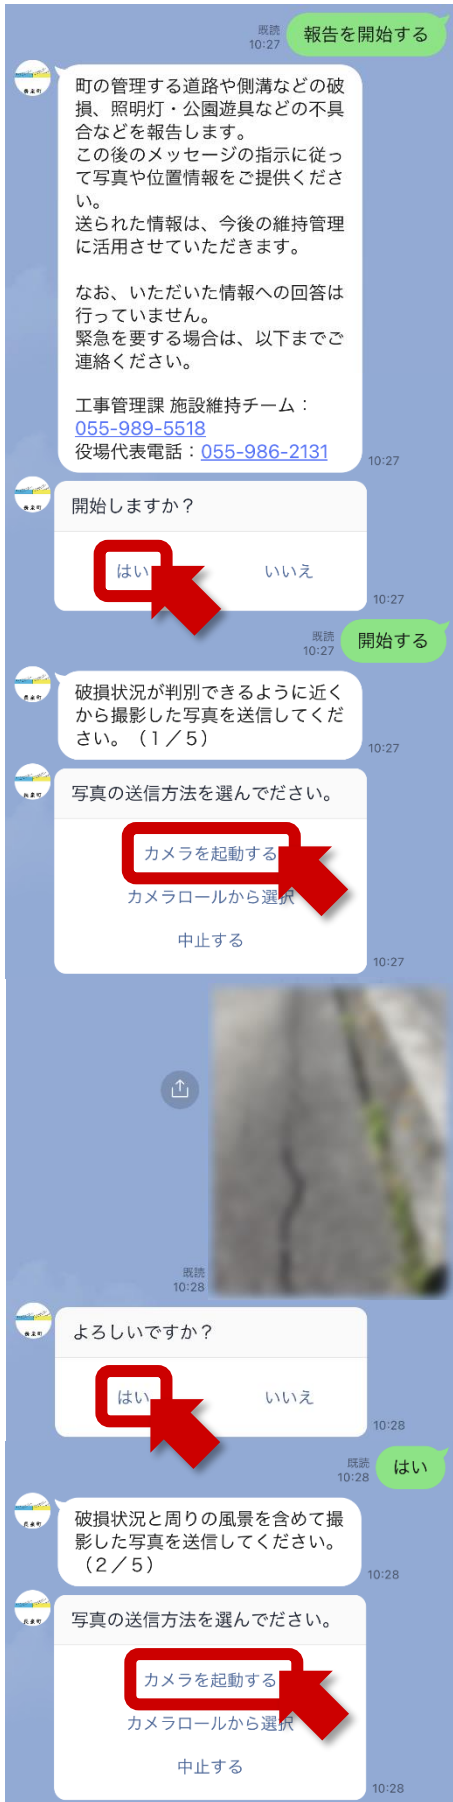 既読
10:27
報告を開始する
町の管理する道路や側溝などの破
損、照明灯・公園遊具などの不具
合などを報告します。
この後のメッセージの指示に従っ
て写真や位置情報をご提供くださ
い。
送られた情報は、今後の維持管理
に活用させていただきます。
なお、いただいた情報への回答は
行っていません。
緊急を要する場合は、以下までご
連絡ください。
工事管理課 施設維持チーム：
055-989-5518
役場代表電話：055-986-2131
10:27
開始しますか？
はい
いいえ
10:27
既読
10:27
開始する
破損状況が判別できるように近く
から撮影した写真を送信してくだ
さい。（１／５）
10:27
写真の送信方法を選んでださい。
カメラを起動する
カメラロールから選択
中止する
10:27
既読
10:28
よろしいですか？
はい
いいえ
10:28
既読
10:28
はい
破損状況と周りの風景を含めて撮
影した写真を送信してください。
（２／５）
10:28
写真の送信方法を選んでださい。
カメラを起動する
カメラロールから選択
中止する
10:28